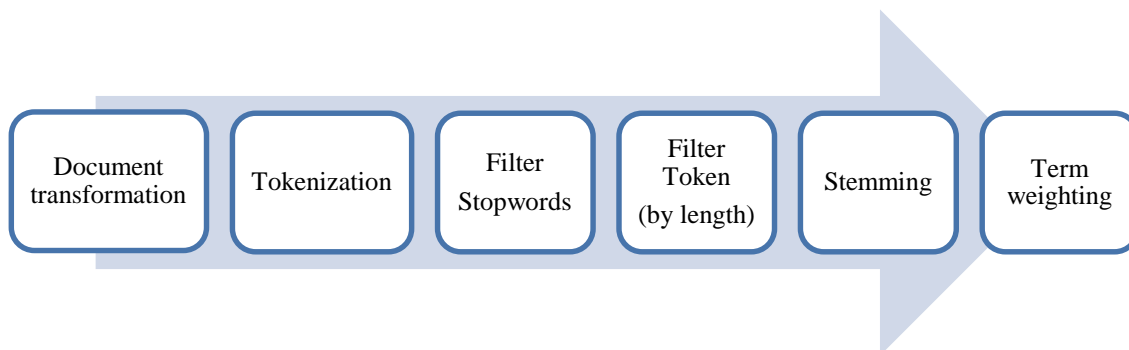 Document
transformation
Tokenization
Filter
Stopwords
Filter
Token
(by length)
Stemming
Term
weighting